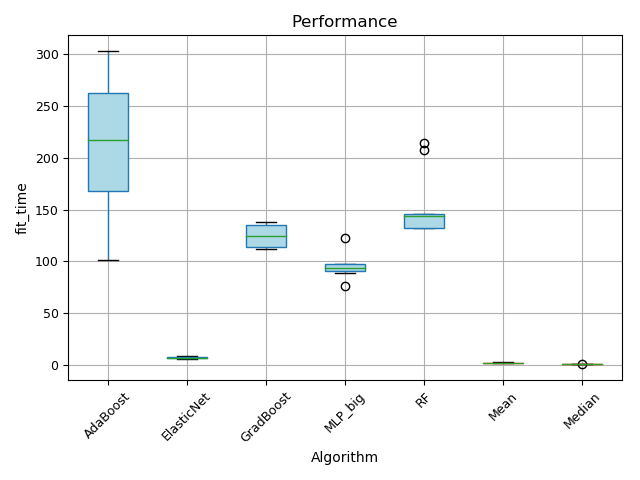 Performance
300
250
200
150
100
50
0
fit_time
AdaBoost
ElasticNet
GradBoost
MLP_big
RF
Mean
Median
Algorithm